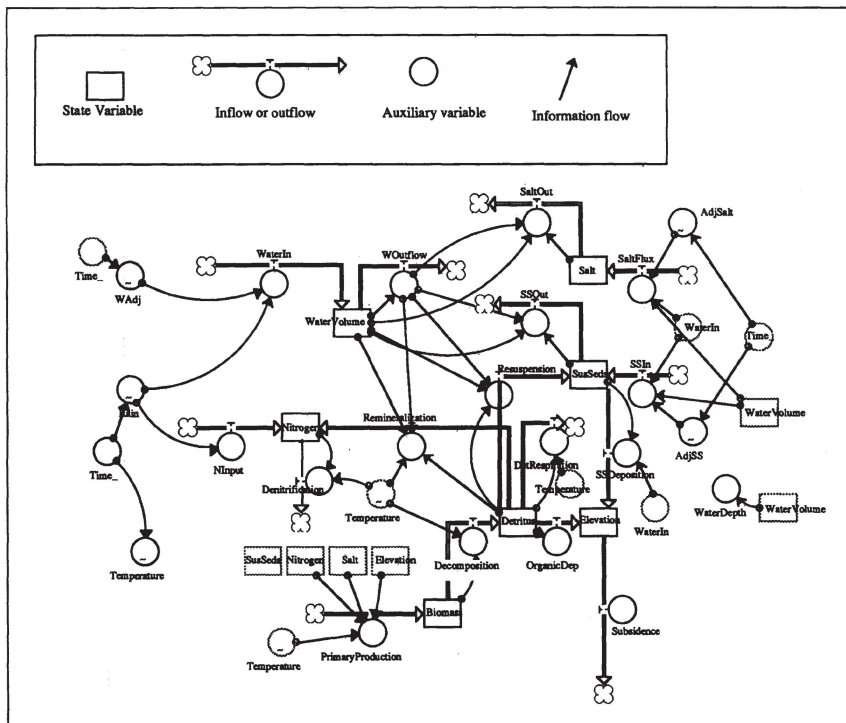 State Variable
Inflow or outflow
Auxiliary variable
Information flow
SaltOut
AdjSalt
WaterIn
WOutflow
SaltFlux
Time_
WAdj
Salt
SSOut
WaterVolume
WaterIn
Time_
Resuspension
SusSeds
SSIn
WaterVolume
Nitrogen
Remineralization
AdjSS
NInput
DetRespiration
SSDeposition
Time_
Denitrification
Temperature
Temperature
WaterDepth
WaterVolume
Detritus
Elevation
WaterIn
Temperature
SusSeds
Nitrogen
Salt
Elevation
Decomposition
OrganicDep
Biomass
Subsidence
Temperature
PrimaryProduction